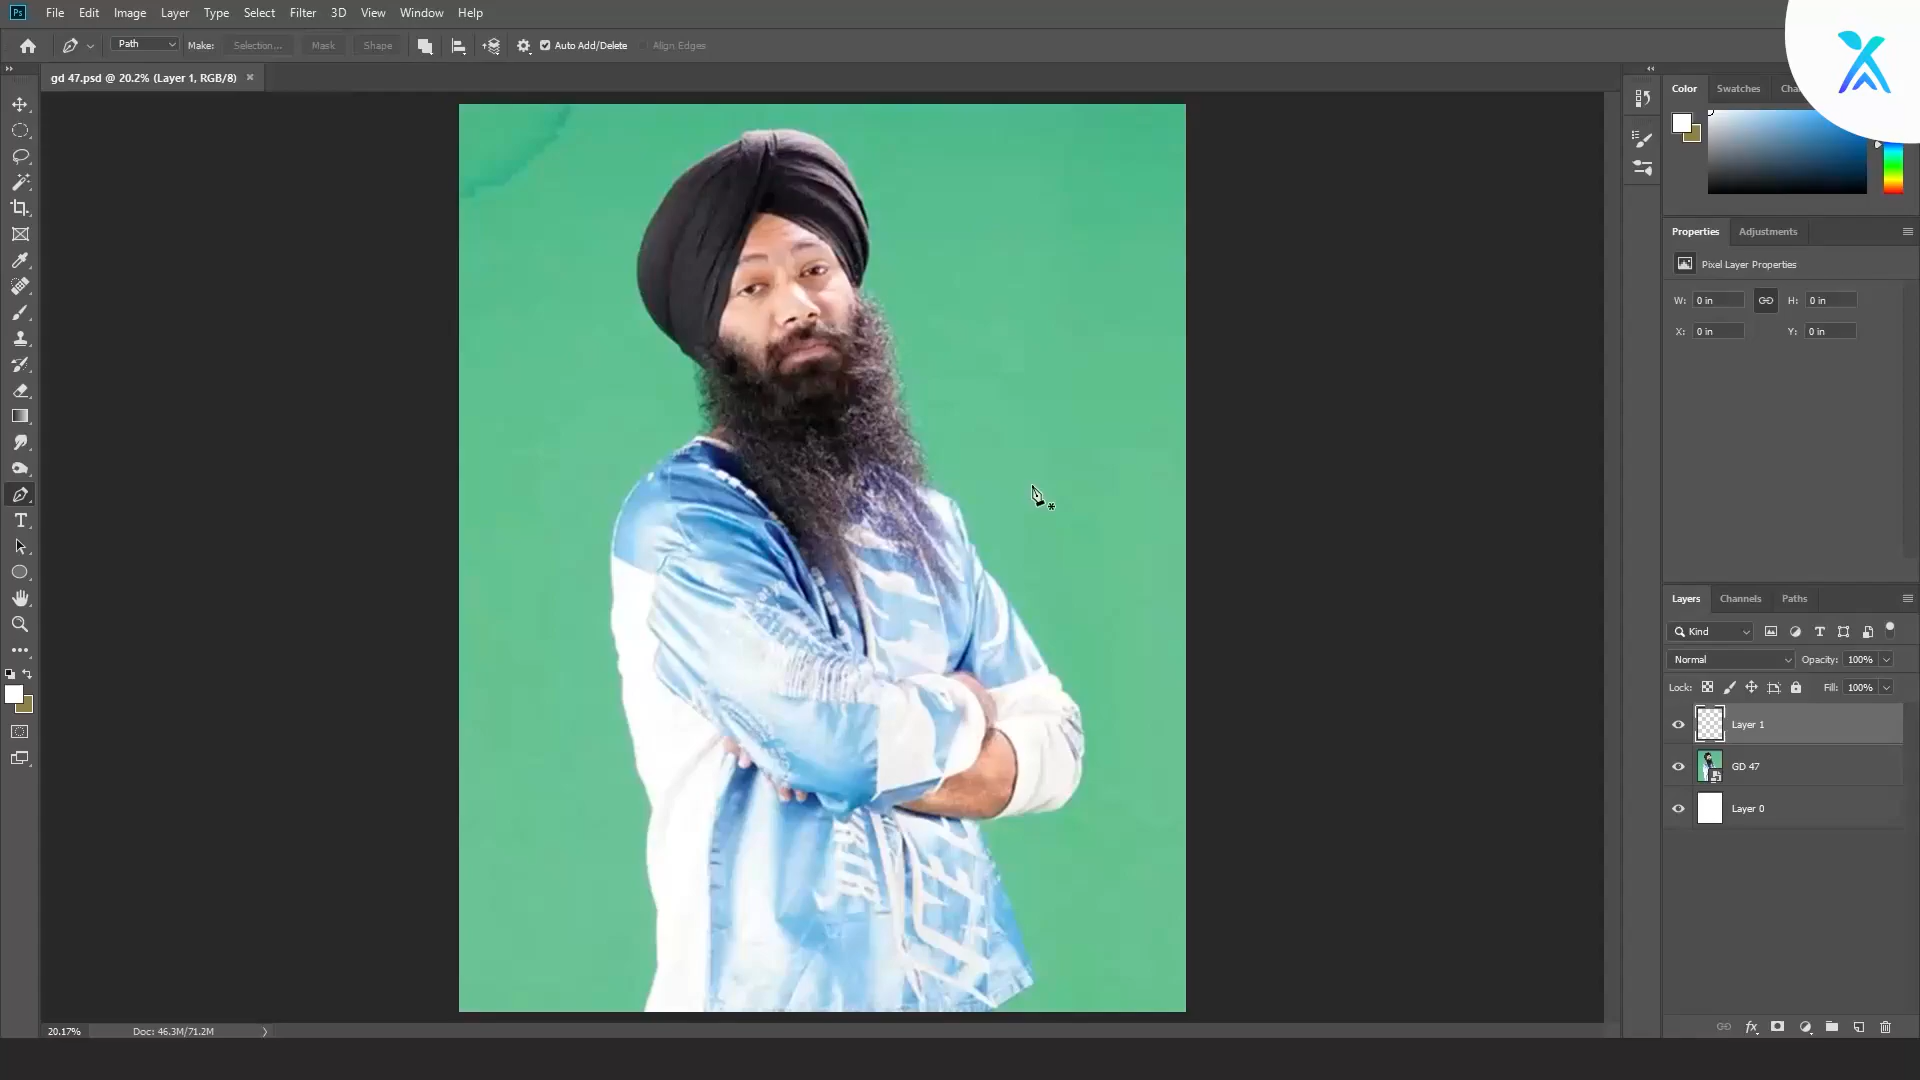 Ps File Edit Image Layer Type Select Filter 3D View Window Help
Path Make: Selection... Mask Shape Auto Add/Delete Align Edges
gd 47.psd @ 20.2% (Layer 1, RGB/8)
Color Swatches
Properties Adjustments
Pixel Layer Properties
W: 0 in H: 0 in
X: 0 in Y: 0 in
Layers Channels Paths
Kind
Normal Opacity: 100%
Lock: Fill: 100%
Layer 1
GD 47
Layer 0
fx
20.17% Doc: 46.3M/71.2M